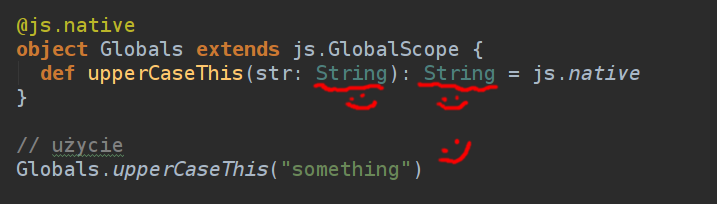 @js.native
object Globals extends js.GlobalScope {
  def upperCaseThis(str: String): String = js.native
}
// użycie
Globals.upperCaseThis("something")